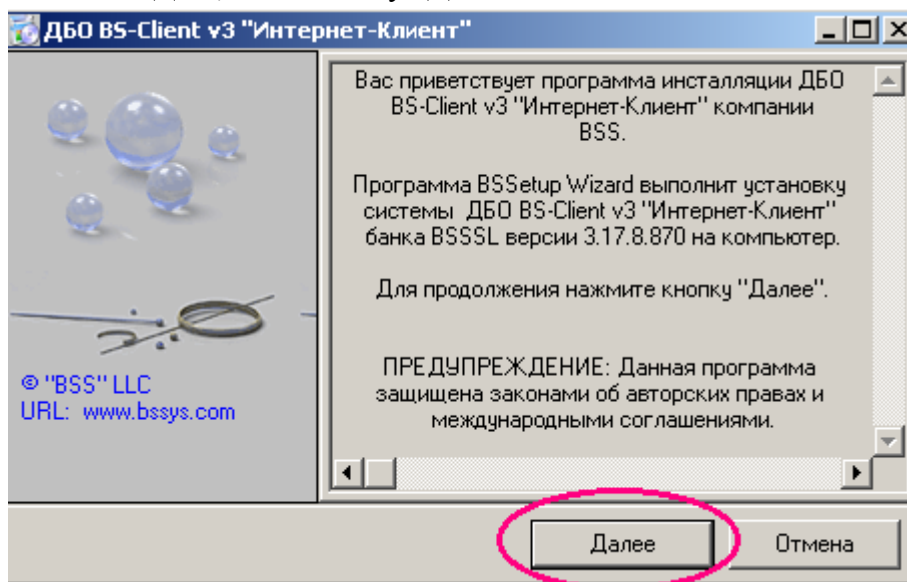 ДБО BS-Client v3 "Интернет-Клиент"
Вас приветствует программа инсталляции ДБО
BS-Client v3 "Интернет-Клиент" компании
BSS.
Программа BSSetup Wizard выполнит установку
системы ДБО BS-Client v3 "Интернет-Клиент"
банка BSSSL версии 3.17.8.870 на компьютер.
Для продолжения нажмите кнопку "Далее".
ПРЕДУПРЕЖДЕНИЕ: Данная программа
защищена законами об авторских правах и
международными соглашениями.
© "BSS" LLC
URL: www.bssys.com
Далее
Отмена